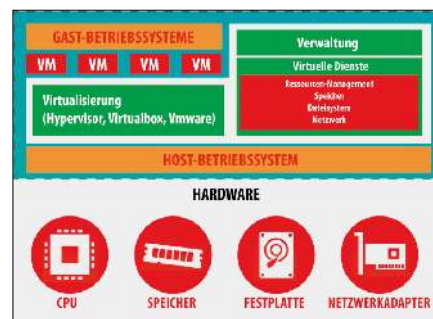 GAST-BETRIEBSSYSTEME
VM VM VM VM
Virtualisierung
(Hypervisor, Virtualbox, Vmware)
Verwaltung
Virtuelle Dienste
Ressourcen-Management
Speicher
Dateisystem
Netzwerk
HOST-BETRIEBSSYSTEM
HARDWARE
CPU
SPEICHER
FESTPLATTE
NETZWERKADAPTER